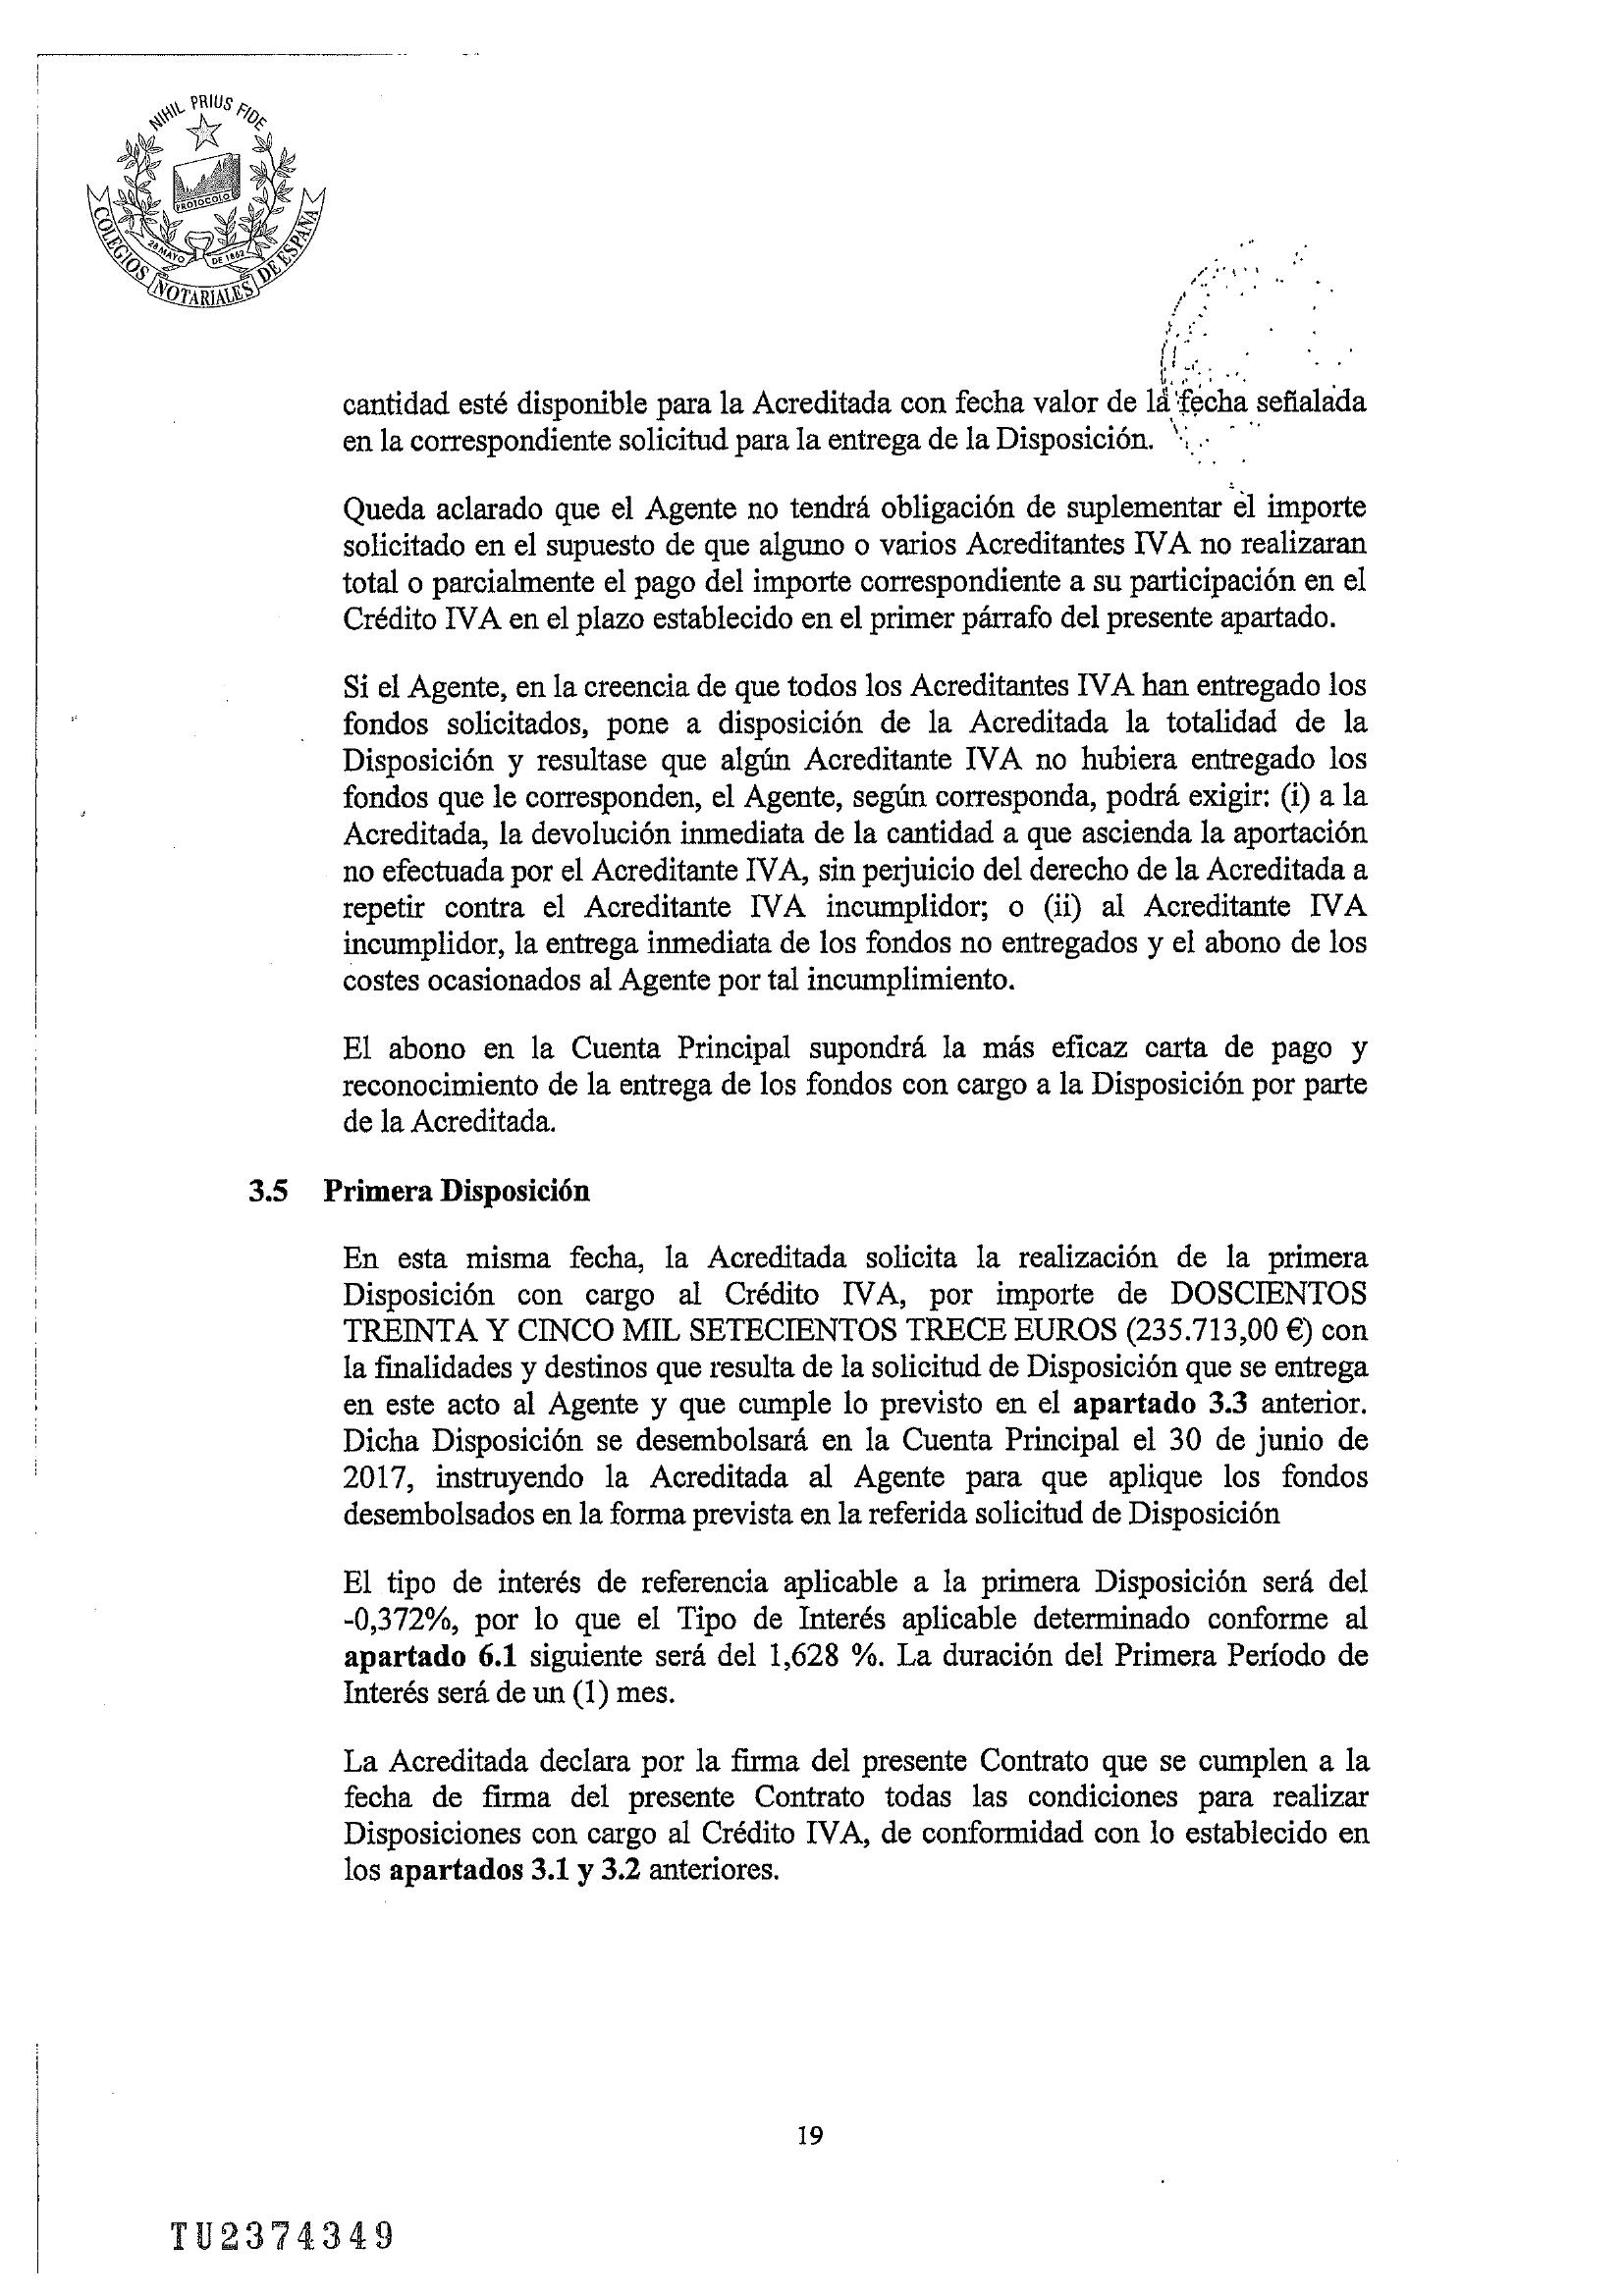 NIHIL PRIUS FIDE
PROTOCOLO
28 MAYO DE 1862
COLEGIOS NOTARIALES DE ESPAÑA
cantidad esté disponible para la Acreditada con fecha valor de la fecha señalada
en la correspondiente solicitud para la entrega de la Disposición.
Queda aclarado que el Agente no tendrá obligación de suplementar el importe
solicitado en el supuesto de que alguno o varios Acreditantes IVA no realizaran
total o parcialmente el pago del importe correspondiente a su participación en el
Crédito IVA en el plazo establecido en el primer párrafo del presente apartado.
Si el Agente, en la creencia de que todos los Acreditantes IVA han entregado los
fondos solicitados, pone a disposición de la Acreditada la totalidad de la
Disposición y resultase que algún Acreditante IVA no hubiera entregado los
fondos que le corresponden, el Agente, según corresponda, podrá exigir: (i) a la
Acreditada, la devolución inmediata de la cantidad a que ascienda la aportación
no efectuada por el Acreditante IVA, sin perjuicio del derecho de la Acreditada a
repetir contra el Acreditante IVA incumplidor; o (ii) al Acreditante IVA
incumplidor, la entrega inmediata de los fondos no entregados y el abono de los
costes ocasionados al Agente por tal incumplimiento.
El abono en la Cuenta Principal supondrá la más eficaz carta de pago y
reconocimiento de la entrega de los fondos con cargo a la Disposición por parte
de la Acreditada.
3.5 Primera Disposición
En esta misma fecha, la Acreditada solicita la realización de la primera
Disposición con cargo al Crédito IVA, por importe de DOSCIENTOS
TREINTA Y CINCO MIL SETECIENTOS TRECE EUROS (235.713,00 €) con
la finalidades y destinos que resulta de la solicitud de Disposición que se entrega
en este acto al Agente y que cumple lo previsto en el apartado 3.3 anterior.
Dicha Disposición se desembolsará en la Cuenta Principal el 30 de junio de
2017, instruyendo la Acreditada al Agente para que aplique los fondos
desembolsados en la forma prevista en la referida solicitud de Disposición
El tipo de interés de referencia aplicable a la primera Disposición será del
-0,372%, por lo que el Tipo de Interés aplicable determinado conforme al
apartado 6.1 siguiente será del 1,628 %. La duración del Primera Período de
Interés será de un (1) mes.
La Acreditada declara por la firma del presente Contrato que se cumplen a la
fecha de firma del presente Contrato todas las condiciones para realizar
Disposiciones con cargo al Crédito IVA, de conformidad con lo establecido en
los apartados 3.1 y 3.2 anteriores.
19
TU2374349